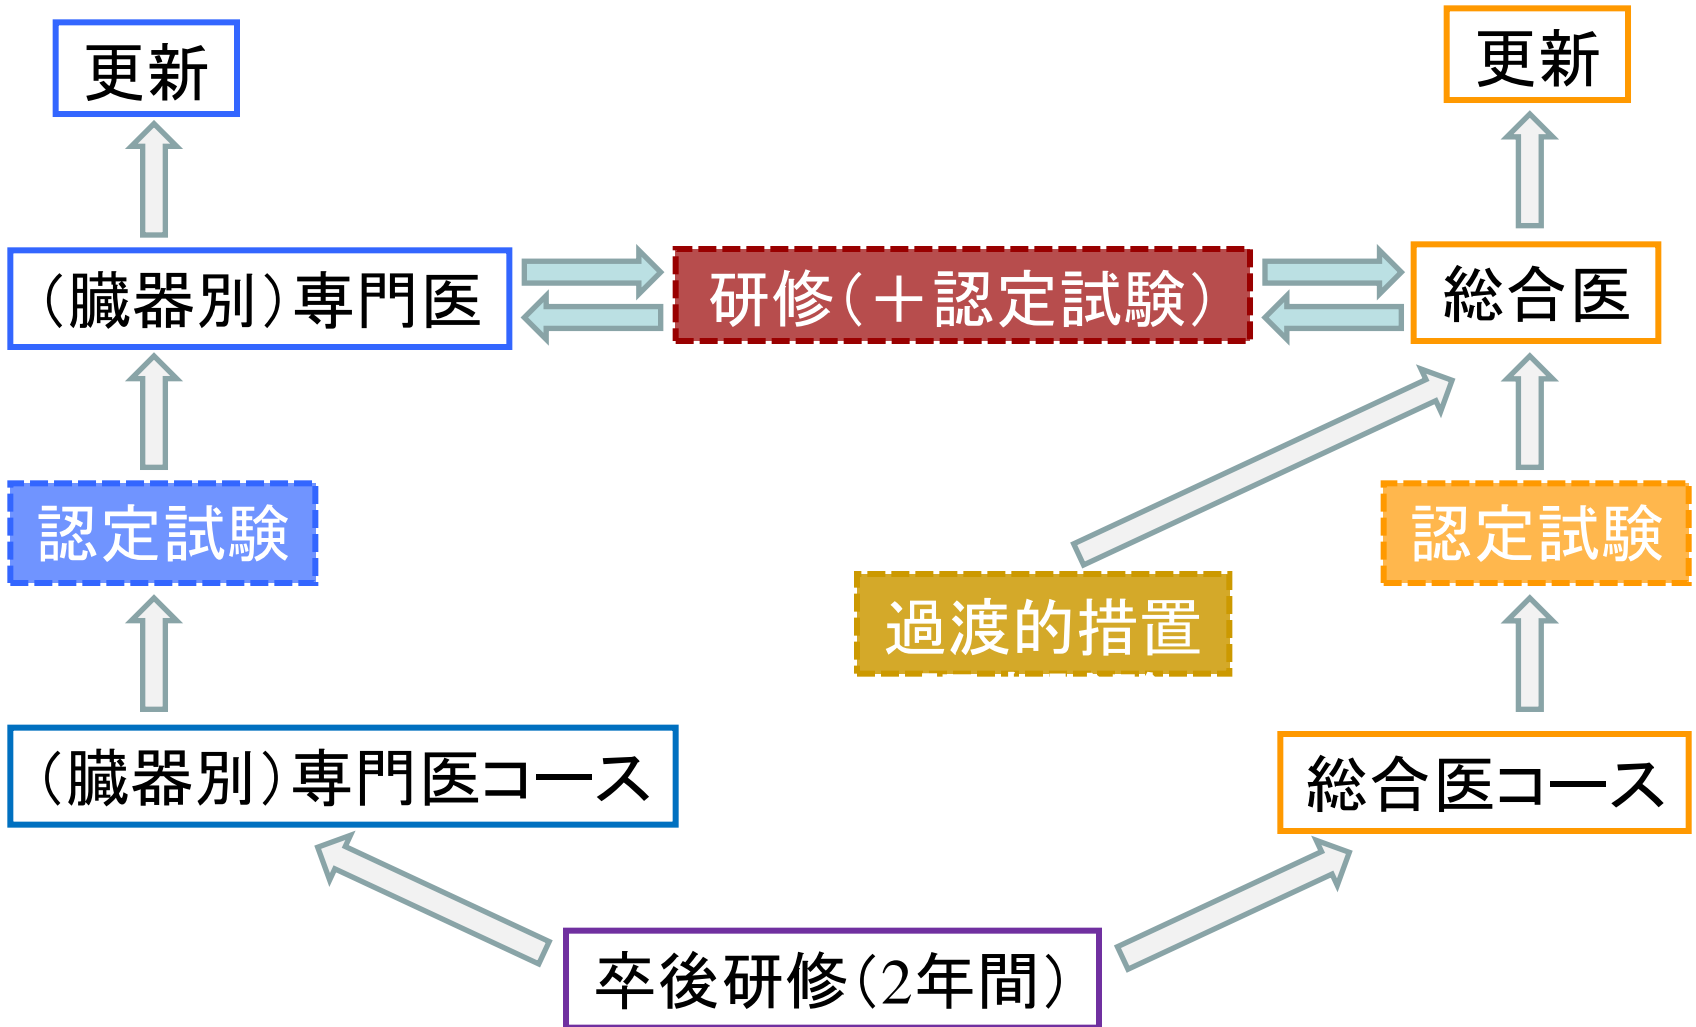 更新
更新
（臓器別）専門医
研修（＋認定試験）
総合医
認定試験
認定試験
過渡的措置
（臓器別）専門医コース
総合医コース
卒後研修（2年間）